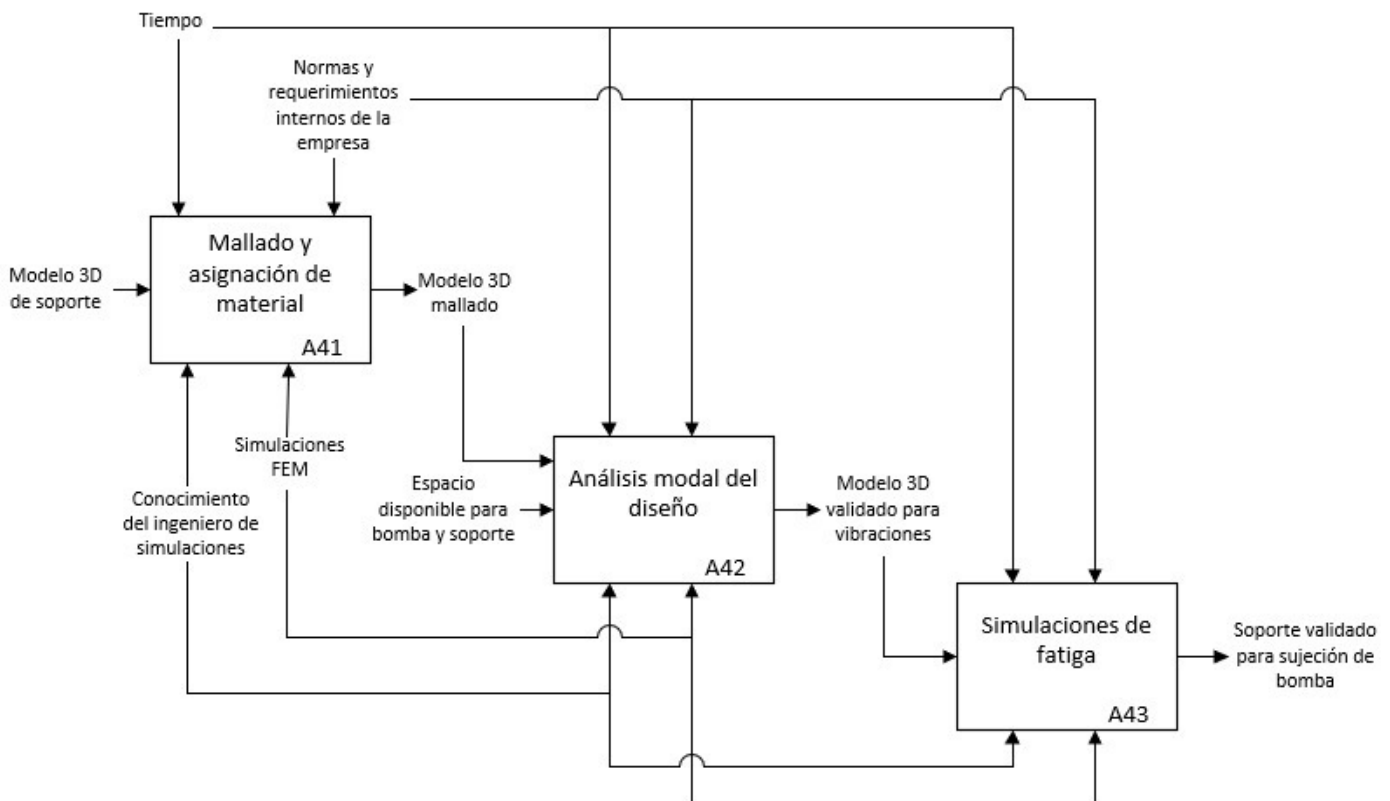 Tiempo
Normas y
requerimientos
internos de la
empresa
Modelo 3D
de soporte
Mallado y
asignación de
material
A41
Modelo 3D
mallado
Simulaciones
FEM
Conocimiento
del ingeniero de
simulaciones
Espacio
disponible para
bomba y soporte
Análisis modal del
diseño
A42
Modelo 3D
validado para
vibraciones
Simulaciones de
fatiga
A43
Soporte validado
para sujeción de
bomba